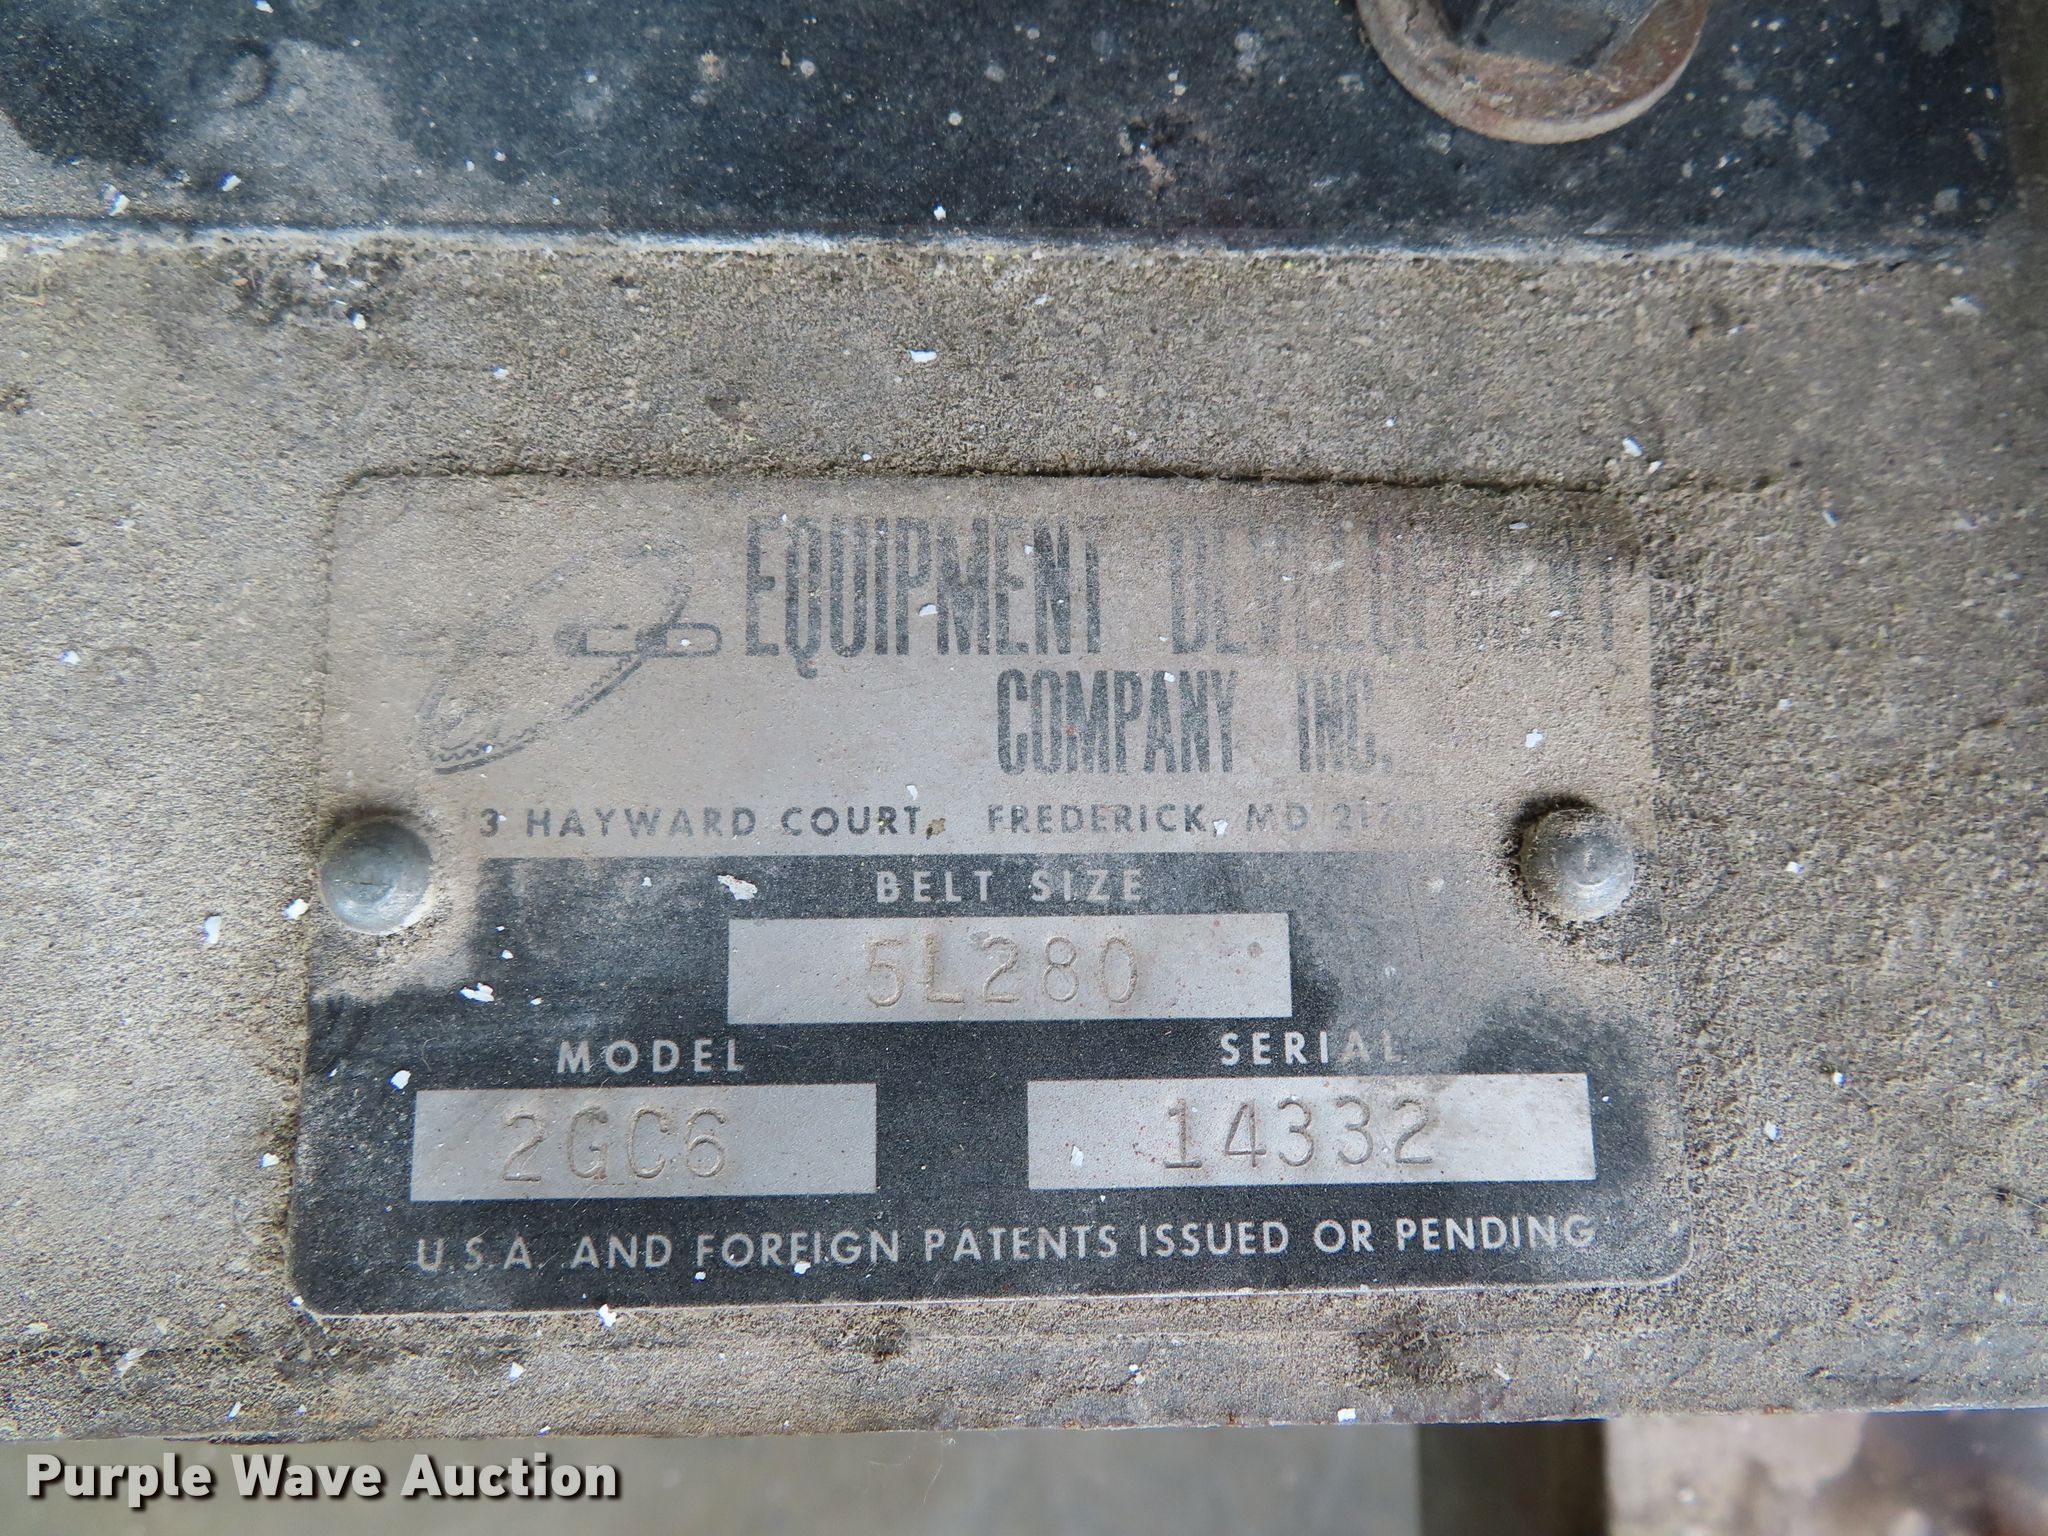 EQUIPMENT DEVELOPMENT
COMPANY INC.
HAYWARD COURT, FREDERICK, MD
BELT SIZE
5L280
MODEL SERIAL
2GC6 14332
U.S.A. AND FOREIGN PATENTS ISSUED OR PENDING
Purple Wave Auction